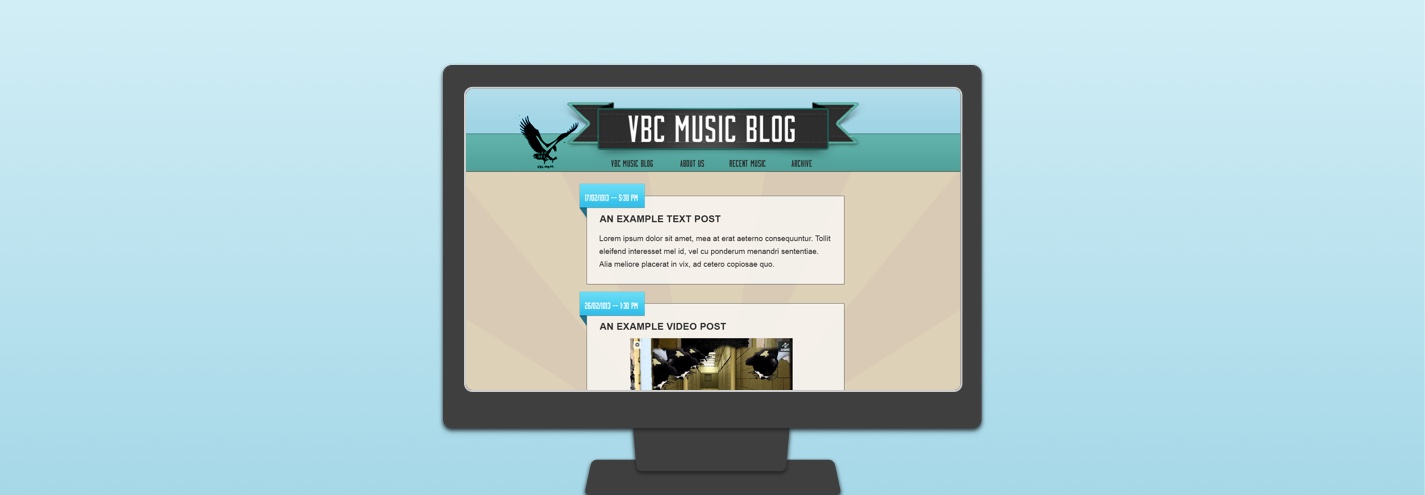 VBC MUSIC BLOG
VBC MUSIC BLOG ABOUT US RECENT MUSIC ARCHIVE
17/02/1013 -- 5:30 PM
AN EXAMPLE TEXT POST
Lorem ipsum dolor sit amet, mea at erat aeterno consequuntur. Tollit
eleifend interesset mel id, vel cu ponderum menandri sententiae.
Alia meliore placerat in vix, ad cetero copiosae quo.
26/02/1013 -- 1:30 PM
AN EXAMPLE VIDEO POST